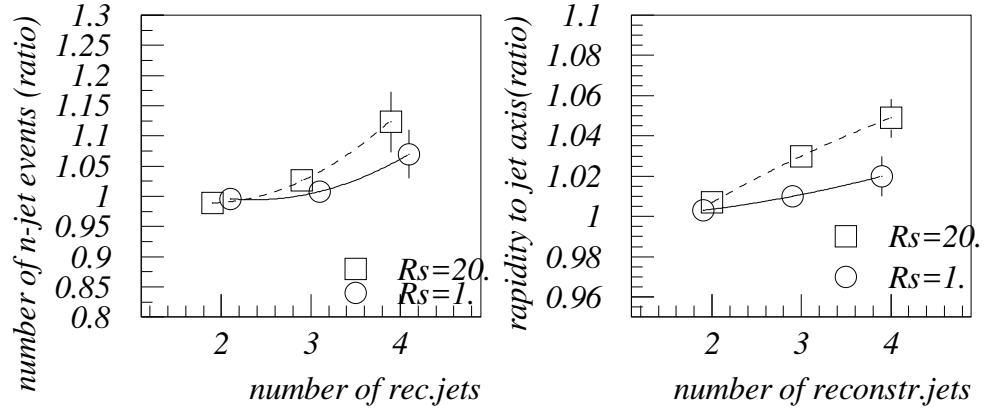 number of n-jet events (ratio)
1.3
1.25
1.2
1.15
1.1
1.05
1
0.95
0.9
0.85
0.8
Rs=20.
Rs=1.
2 3 4
number of rec.jets
rapidity to jet axis(ratio)
1.1
1.08
1.06
1.04
1.02
1
0.98
0.96
Rs=20.
Rs=1.
2 3 4
number of reconstr.jets